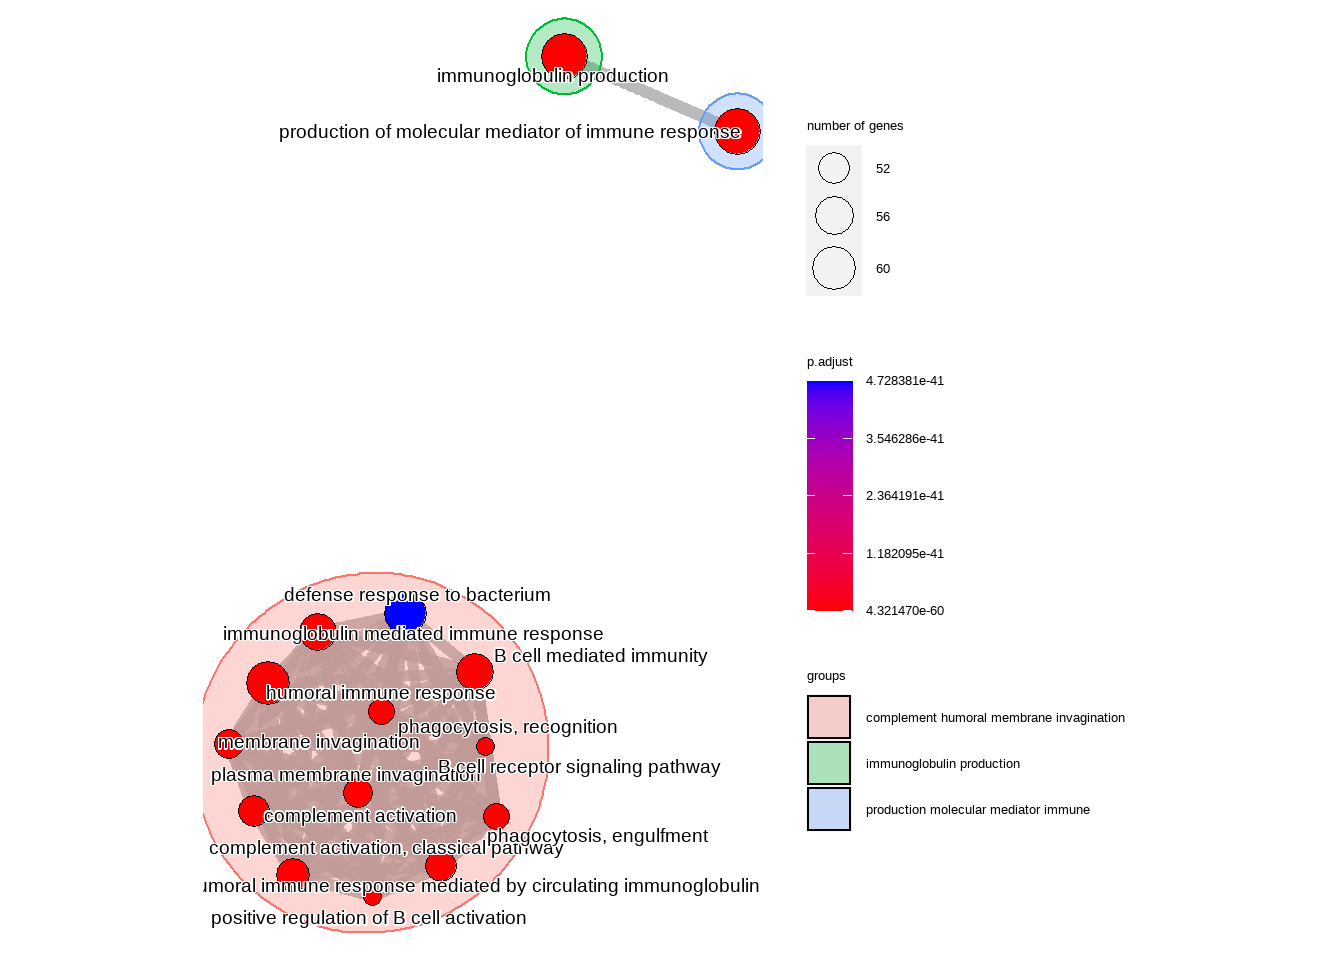 immunoglobulin production
production of molecular mediator of immune response
defense response to bacterium
immunoglobulin mediated immune response
B cell mediated immunity
humoral immune response
phagocytosis, recognition
membrane invagination
B cell receptor signaling pathway
plasma membrane invagination
complement activation
phagocytosis, engulfment
complement activation, classical pathway
umoral immune response mediated by circulating immunoglobulin
positive regulation of B cell activation
number of genes
52
56
60
p.adjust
4.728381e-41
3.546286e-41
2.364191e-41
1.182095e-41
4.321470e-60
groups
complement humoral membrane invagination
immunoglobulin production
production molecular mediator immune